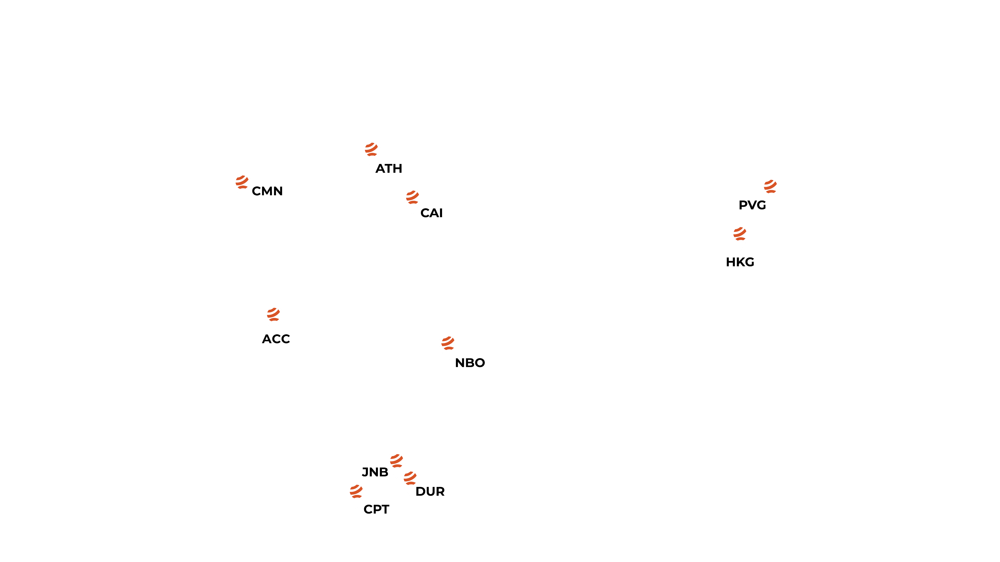 ATH
CMN
PVG
CAI
HKG
ACC
NBO
JNB
DUR
CPT